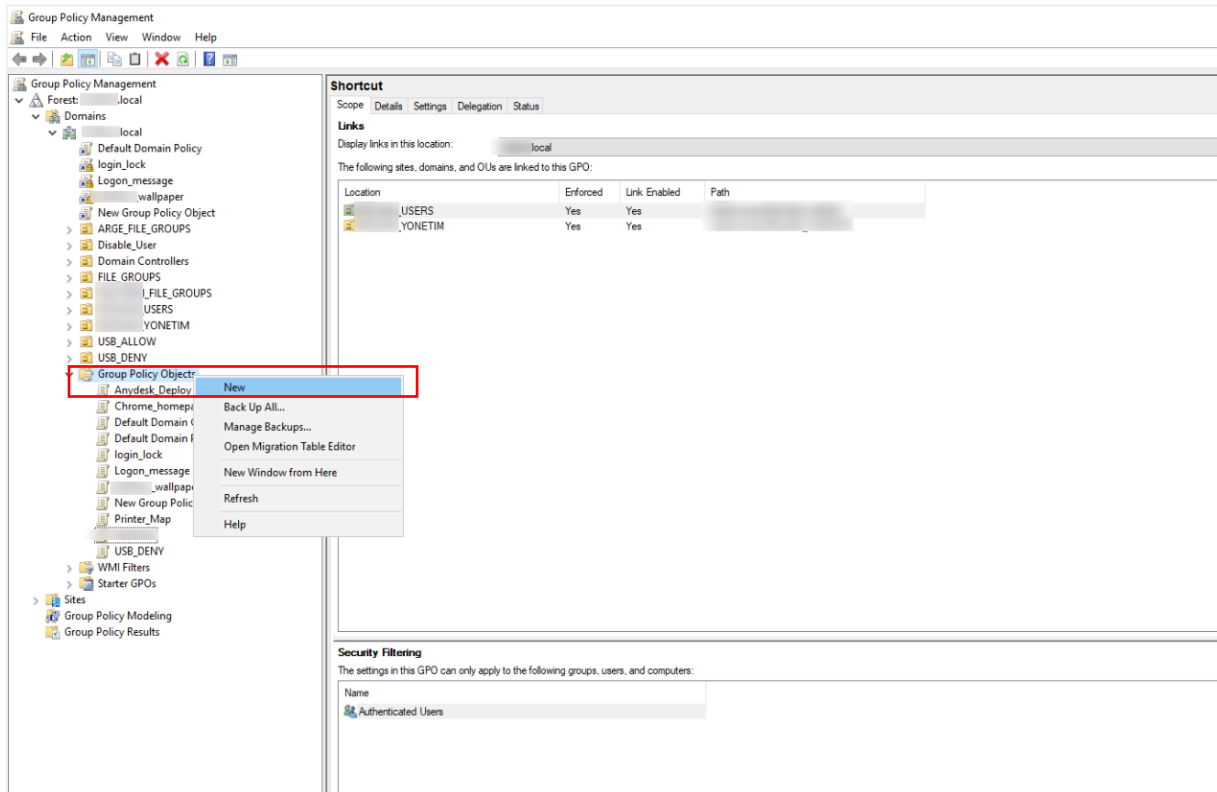 Group Policy Management
File Action View Window Help
Group Policy Management
Forest: .local
Domains
local
Default Domain Policy
login_lock
Logon_message
_wallpaper
New Group Policy Object
ARGE_FILE_GROUPS
Disable_User
Domain Controllers
FILE GROUPS
_FILE_GROUPS
USERS
YONETIM
USB_ALLOW
USB_DENY
Group Policy Objects
Anydesk_Deploy
Chrome_homepa
Default Domain
Default Domain
login_lock
Logon_message
_wallpape
New Group Polic
Printer_Map
USB_DENY
WMI Filters
Starter GPOs
Sites
Group Policy Modeling
Group Policy Results
New
Back Up All...
Manage Backups...
Open Migration Table Editor
New Window from Here
Refresh
Help
Shortcut
Scope Details Settings Delegation Status
Links
Display links in this location: local
The following sites, domains, and OUs are linked to this GPO:
Location Enforced Link Enabled Path
_USERS Yes Yes
_YONETIM Yes Yes
Security Filtering
The settings in this GPO can only apply to the following groups, users, and computers:
Name
Authenticated Users